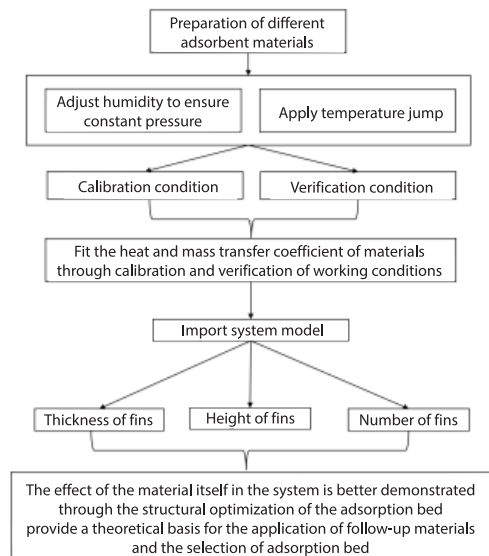 Preparation of different
adsorbent materials
Adjust humidity to ensure
constant pressure
Apply temperature jump
Calibration condition
Verification condition
Fit the heat and mass transfer coefficient of materials
through calibration and verification of working conditions
Import system model
Thickness of fins
Height of fins
Number of fins
The effect of the material itself in the system is better demonstrated
through the structural optimization of the adsorption bed
provide a theoretical basis for the application of follow-up materials
and the selection of adsorption bed